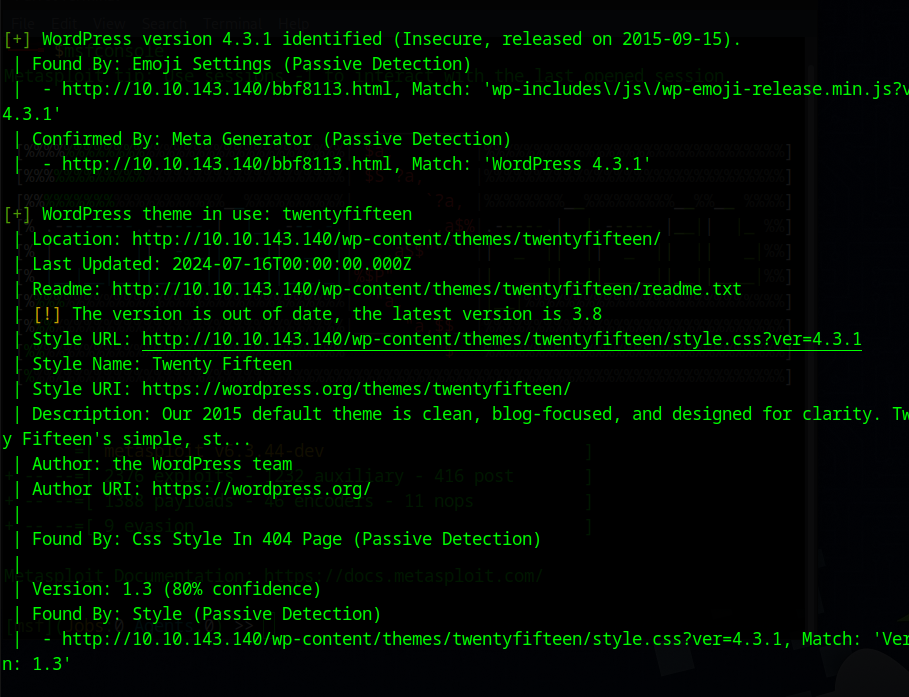 [+] WordPress version 4.3.1 identified (Insecure, released on 2015-09-15).
| Found By: Emoji Settings (Passive Detection)
|  - http://10.10.143.140/bbf8113.html, Match: 'wp-includes\/js\/wp-emoji-release.min.js?v
4.3.1'
| Confirmed By: Meta Generator (Passive Detection)
|  - http://10.10.143.140/bbf8113.html, Match: 'WordPress 4.3.1'
[+] WordPress theme in use: twentyfifteen
| Location: http://10.10.143.140/wp-content/themes/twentyfifteen/
| Last Updated: 2024-07-16T00:00:00.000Z
| Readme: http://10.10.143.140/wp-content/themes/twentyfifteen/readme.txt
| [!] The version is out of date, the latest version is 3.8
| Style URL: http://10.10.143.140/wp-content/themes/twentyfifteen/style.css?ver=4.3.1
| Style Name: Twenty Fifteen
| Style URI: https://wordpress.org/themes/twentyfifteen/
| Description: Our 2015 default theme is clean, blog-focused, and designed for clarity. Tw
y Fifteen's simple, st...
| Author: the WordPress team
| Author URI: https://wordpress.org/
|
| Found By: Css Style In 404 Page (Passive Detection)
|
| Version: 1.3 (80% confidence)
| Found By: Style (Passive Detection)
|  - http://10.10.143.140/wp-content/themes/twentyfifteen/style.css?ver=4.3.1, Match: 'Ver
n: 1.3'